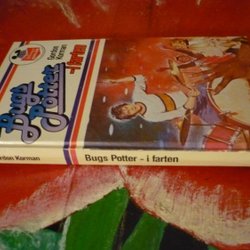 Bugs
Potter
Gordon
Korman
-i farten
Gordon Korman
Bugs Potter - i farten